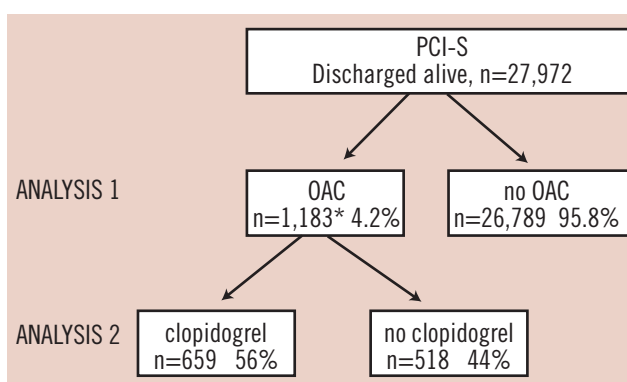 PCI-S
Discharged alive, n=27,972
ANALYSIS 1
OAC
n=1,183* 4.2%
no OAC
n=26,789 95.8%
ANALYSIS 2
clopidogrel
n=659 56%
no clopidogrel
n=518 44%